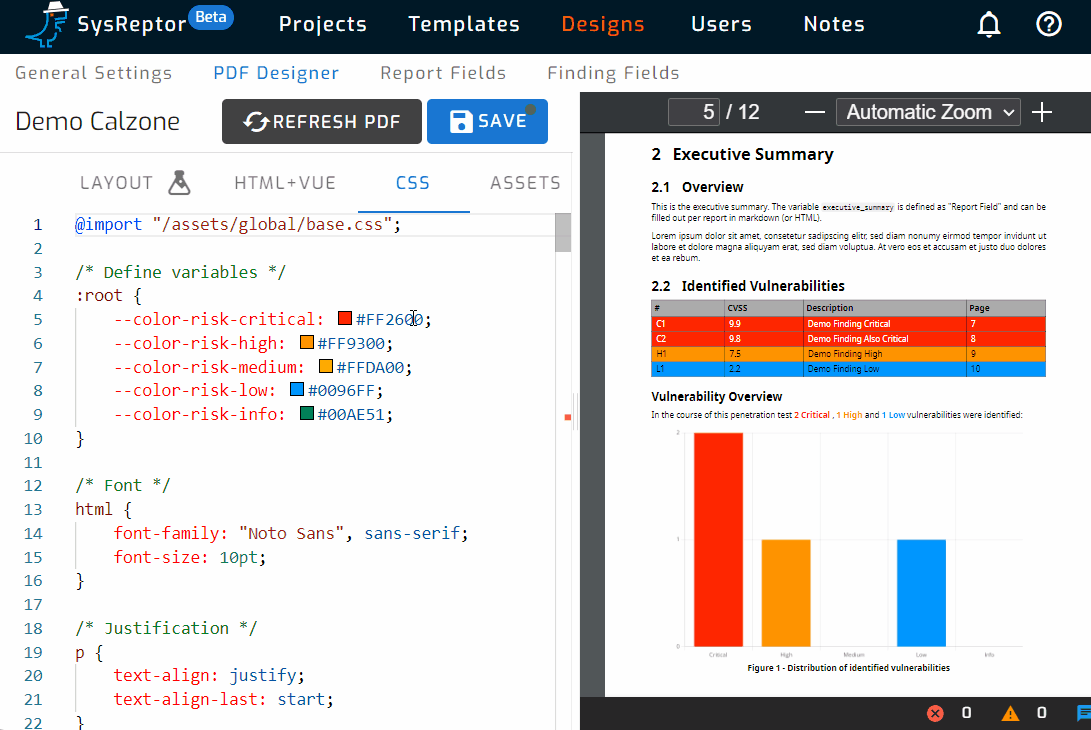 SysReptor Beta Projects Templates Designs Users Notes
General Settings PDF Designer Report Fields Finding Fields
Demo Calzone REFRESH PDF SAVE
LAYOUT HTML+VUE CSS ASSETS
1 @import "/assets/global/base.css";
2
3 /* Define variables */
4 :root {
5 --color-risk-critical: #FF2600;
6 --color-risk-high: #FF9300;
7 --color-risk-medium: #FFDA00;
8 --color-risk-low: #0096FF;
9 --color-risk-info: #00AE51;
10 }
11
12 /* Font */
13 html {
14 font-family: "Noto Sans", sans-serif;
15 font-size: 10pt;
16 }
17
18 /* Justification */
19 p {
20 text-align: justify;
21 text-align-last: start;
22 }
5 / 12 Automatic Zoom
2 Executive Summary
2.1 Overview
This is the executive summary. The variable executive_summary is defined as "Report Field" and can be
filled out per report in markdown (or HTML).
Lorem ipsum dolor sit amet, consetetur sadipscing elitr, sed diam nonumy eirmod tempor invidunt ut
labore et dolore magna aliquyam erat, sed diam voluptua. At vero eos et accusam et justo duo dolores
et ea rebum.
2.2 Identified Vulnerabilities
# CVSS Description Page
C1 9.9 Demo Finding Critical 7
C2 9.8 Demo Finding Also Critical 8
H1 7.5 Demo Finding High 9
L1 2.2 Demo Finding Low 10
Vulnerability Overview
In the course of this penetration test 2 Critical , 1 High and 1 Low vulnerabilities were identified:
2
1
0
Critical High Medium Low Info
Figure 1 - Distribution of identified vulnerabilities
0 0